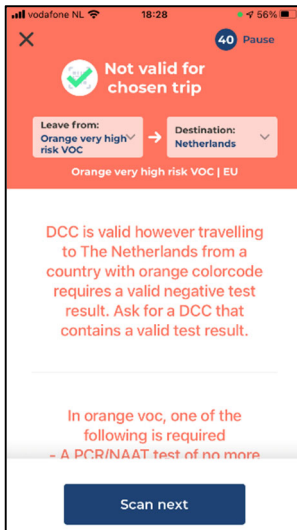 vodafone NL 18:28 56%
40 Pause
Not valid for
chosen trip
Leave from:
Orange very high
risk VOC
Destination:
Netherlands
Orange very high risk VOC | EU
DCC is valid however travelling
to The Netherlands from a
country with orange colorcode
requires a valid negative test
result. Ask for a DCC that
contains a valid test result.
In orange voc, one of the
following is required
- A PCR/NAAT test of no more
Scan next